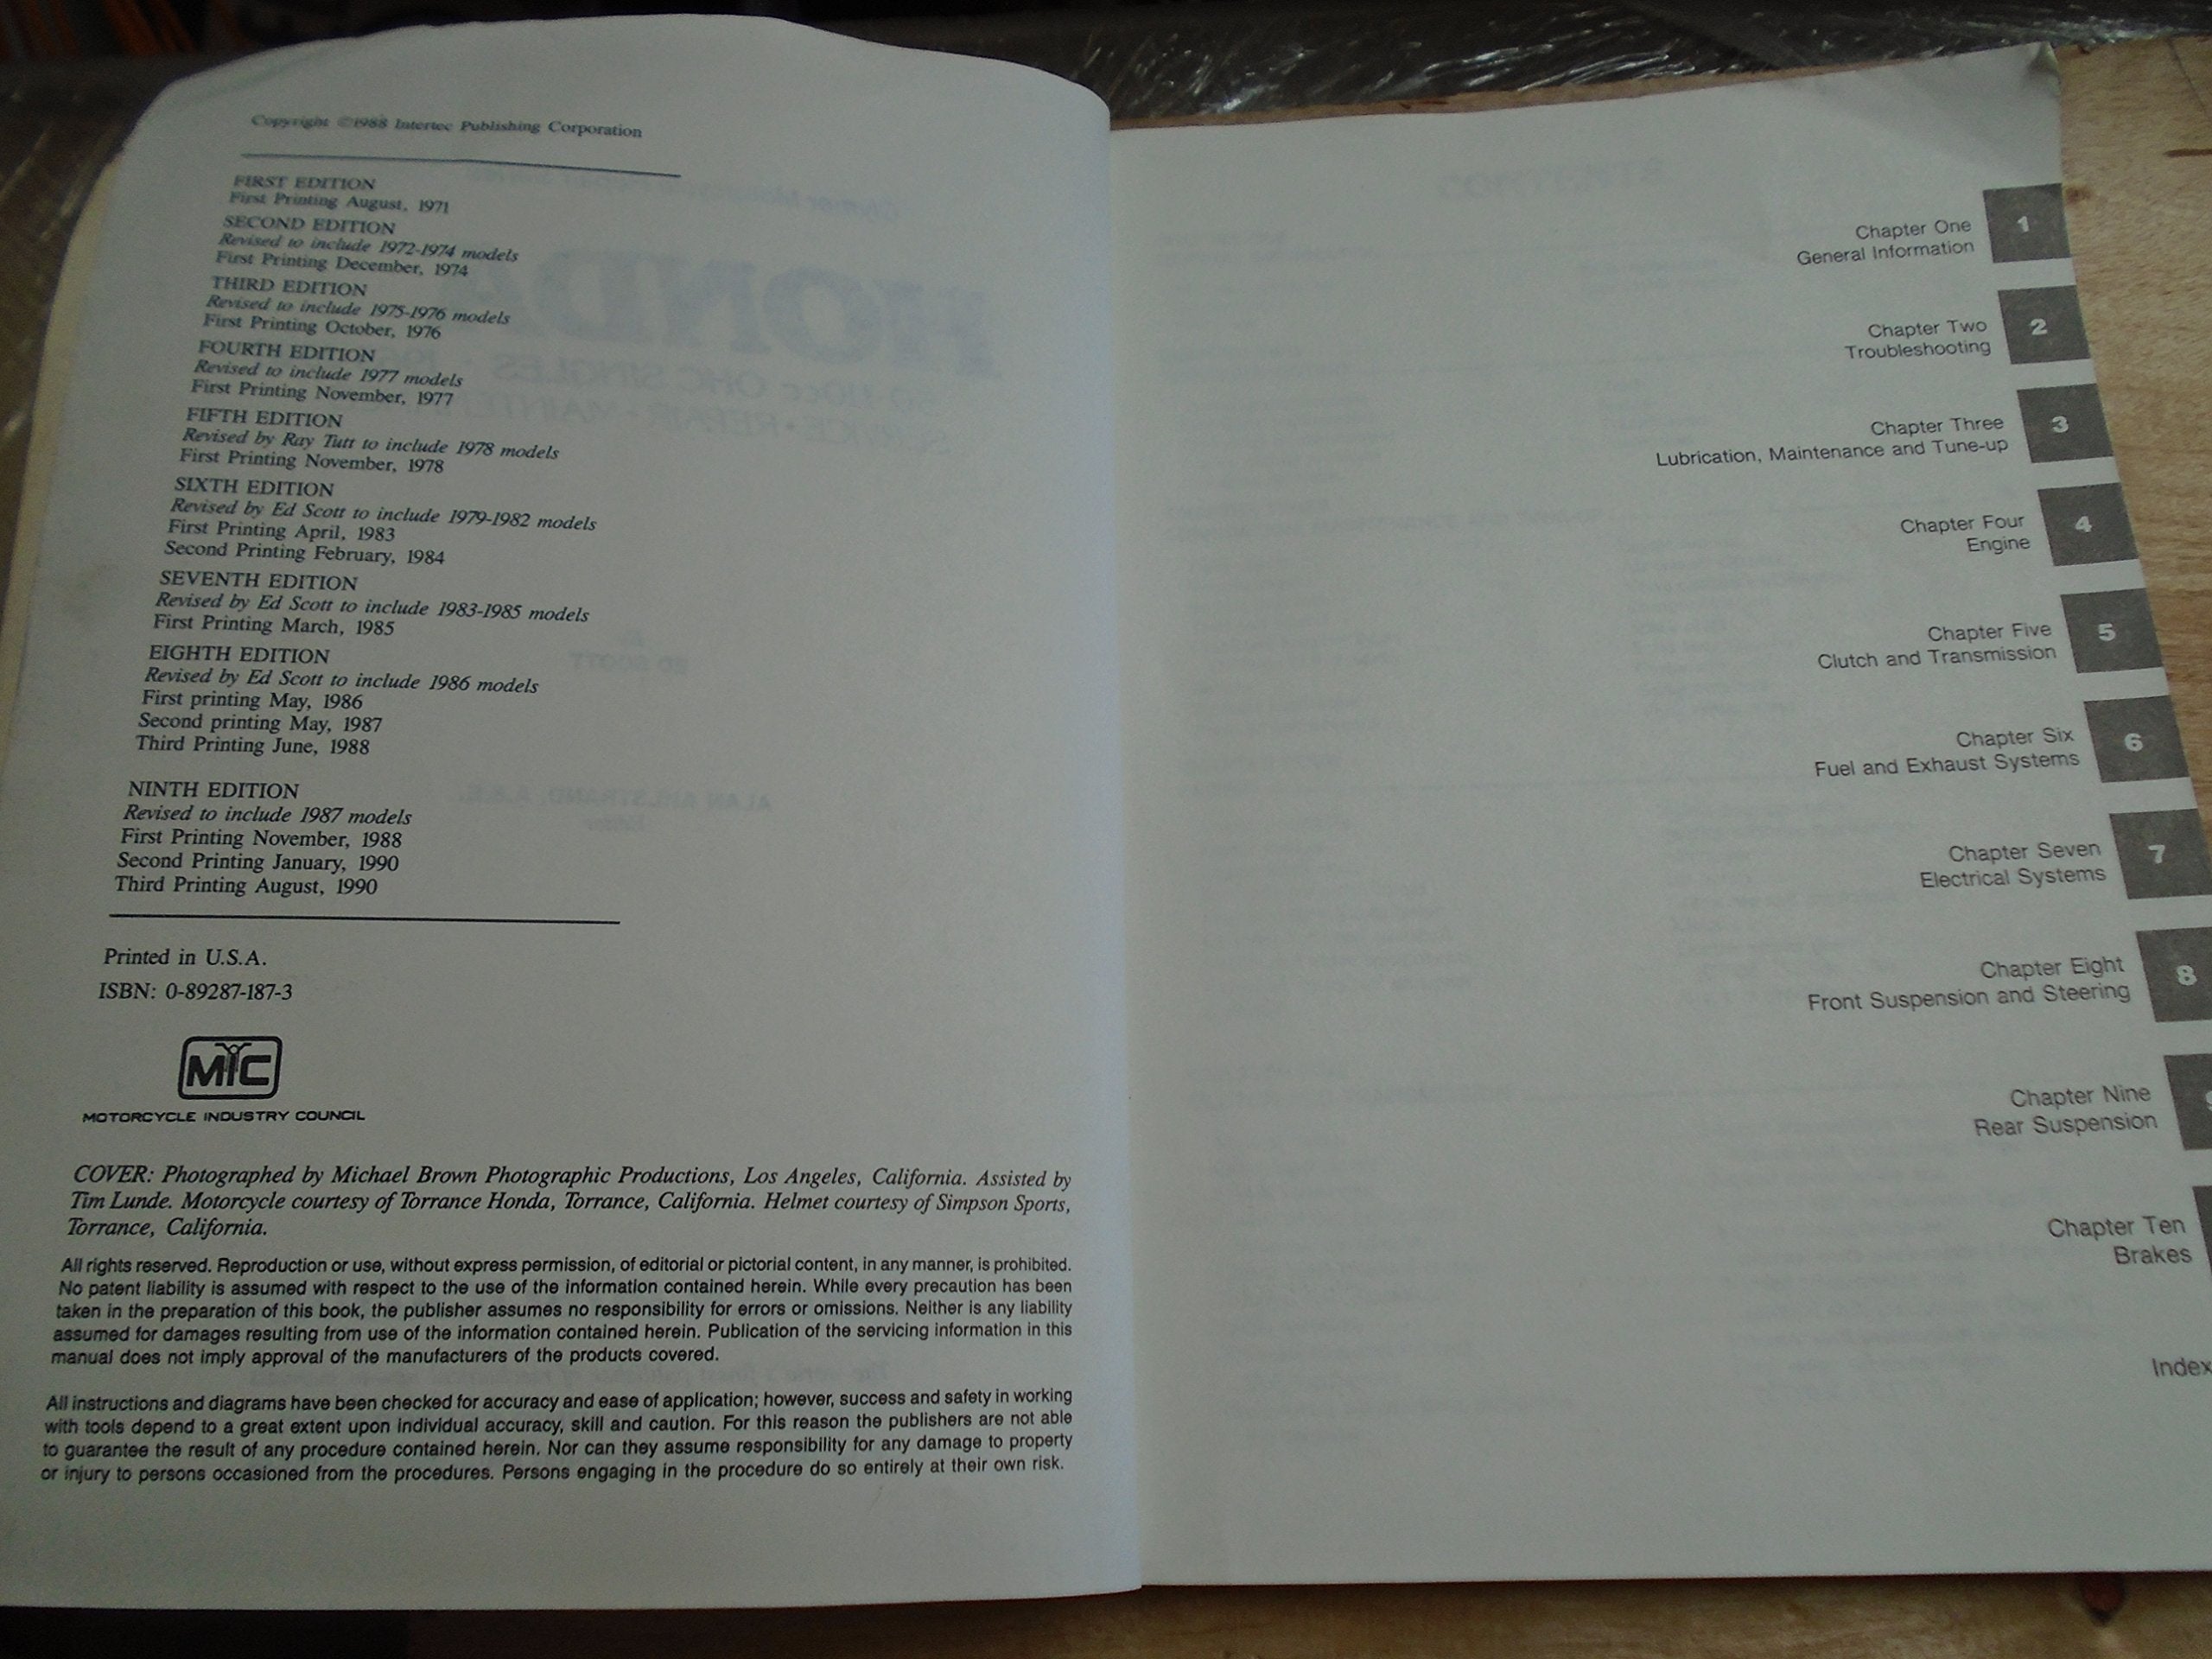 Copyright ©1988 Intertec Publishing Corporation
FIRST EDITION
First Printing August, 1971
SECOND EDITION
Revised to include 1972-1974 models
First Printing December, 1974
THIRD EDITION
Revised to include 1975-1976 models
First Printing October, 1976
FOURTH EDITION
Revised to include 1977 models
First Printing November, 1977
FIFTH EDITION
Revised by Ray Tutt to include 1978 models
First Printing November, 1978
SIXTH EDITION
Revised by Ed Scott to include 1979-1982 models
First Printing April, 1983
Second Printing February, 1984
SEVENTH EDITION
Revised by Ed Scott to include 1983-1985 models
First Printing March, 1985
EIGHTH EDITION
Revised by Ed Scott to include 1986 models
First printing May, 1986
Second printing May, 1987
Third Printing June, 1988
NINTH EDITION
Revised to include 1987 models
First Printing November, 1988
Second Printing January, 1990
Third Printing August, 1990
Printed in U.S.A.
ISBN: 0-89287-187-3
MIC
MOTORCYCLE INDUSTRY COUNCIL
COVER: Photographed by Michael Brown Photographic Productions, Los Angeles, California. Assisted by
Tim Lunde. Motorcycle courtesy of Torrance Honda, Torrance, California. Helmet courtesy of Simpson Sports,
Torrance, California.
All rights reserved. Reproduction or use, without express permission, of editorial or pictorial content, in any manner, is prohibited.
No patent liability is assumed with respect to the use of the information contained herein. While every precaution has been
taken in the preparation of this book, the publisher assumes no responsibility for errors or omissions. Neither is any liability
assumed for damages resulting from use of the information contained herein. Publication of the servicing information in this
manual does not imply approval of the manufacturers of the products covered.
All instructions and diagrams have been checked for accuracy and ease of application; however, success and safety in working
with tools depend to a great extent upon individual accuracy, skill and caution. For this reason the publishers are not able
to guarantee the result of any procedure contained herein. Nor can they assume responsibility for any damage to property
or injury to persons occasioned from the procedures. Persons engaging in the procedure do so entirely at their own risk.
Chapter One 1
General Information
Chapter Two 2
Troubleshooting
Chapter Three 3
Lubrication, Maintenance and Tune-up
Chapter Four 4
Engine
Chapter Five 5
Clutch and Transmission
Chapter Six 6
Fuel and Exhaust Systems
Chapter Seven 7
Electrical Systems
Chapter Eight 8
Front Suspension and Steering
Chapter Nine
Rear Suspension
Chapter Ten
Brakes
Index